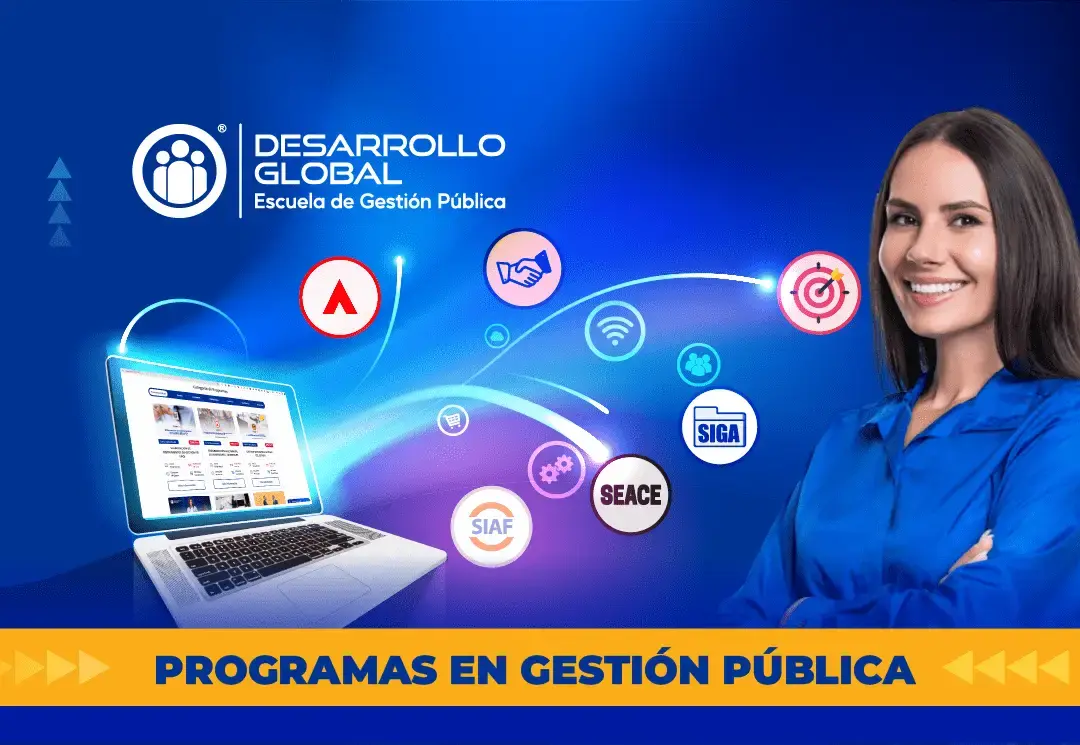 ®
DESARROLLO
GLOBAL
Escuela de Gestión Pública
SIGA
SEACE
SIAF
PROGRAMAS EN GESTIÓN PÚBLICA